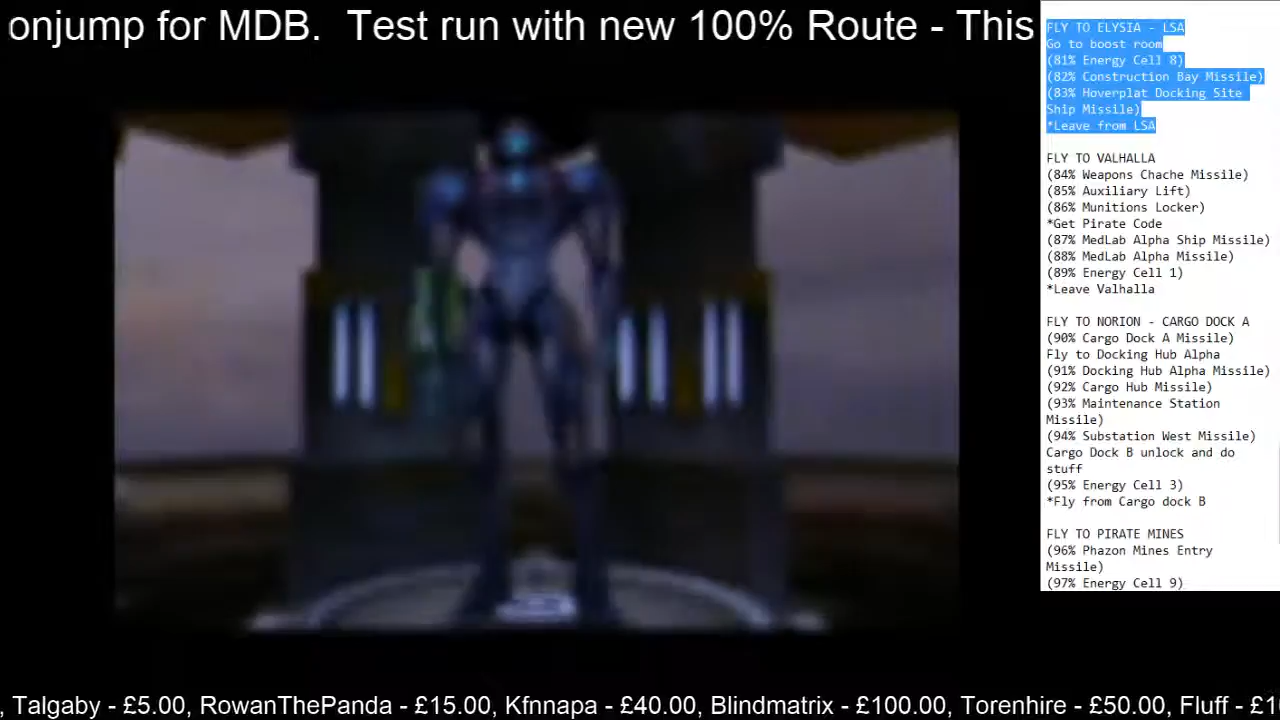 onjump for MDB. Test run with new 100% Route - This
FLY TO ELYSIA - LSA
Go to boost room
(81% Energy Cell 8)
(82% Construction Bay Missile)
(83% Hoverplat Docking Site
Ship Missile)
*Leave from LSA
FLY TO VALHALLA
(84% Weapons Chache Missile)
(85% Auxiliary Lift)
(86% Munitions Locker)
*Get Pirate Code
(87% MedLab Alpha Ship Missile)
(88% MedLab Alpha Missile)
(89% Energy Cell 1)
*Leave Valhalla
FLY TO NORION - CARGO DOCK A
(90% Cargo Dock A Missile)
Fly to Docking Hub Alpha
(91% Docking Hub Alpha Missile)
(92% Cargo Hub Missile)
(93% Maintenance Station
Missile)
(94% Substation West Missile)
Cargo Dock B unlock and do
stuff
(95% Energy Cell 3)
*Fly from Cargo dock B
FLY TO PIRATE MINES
(96% Phazon Mines Entry
Missile)
(97% Energy Cell 9)
, Talgaby - £5.00, RowanThePanda - £15.00, Kfnnapa - £40.00, Blindmatrix - £100.00, Torenhire - £50.00, Fluff - £1